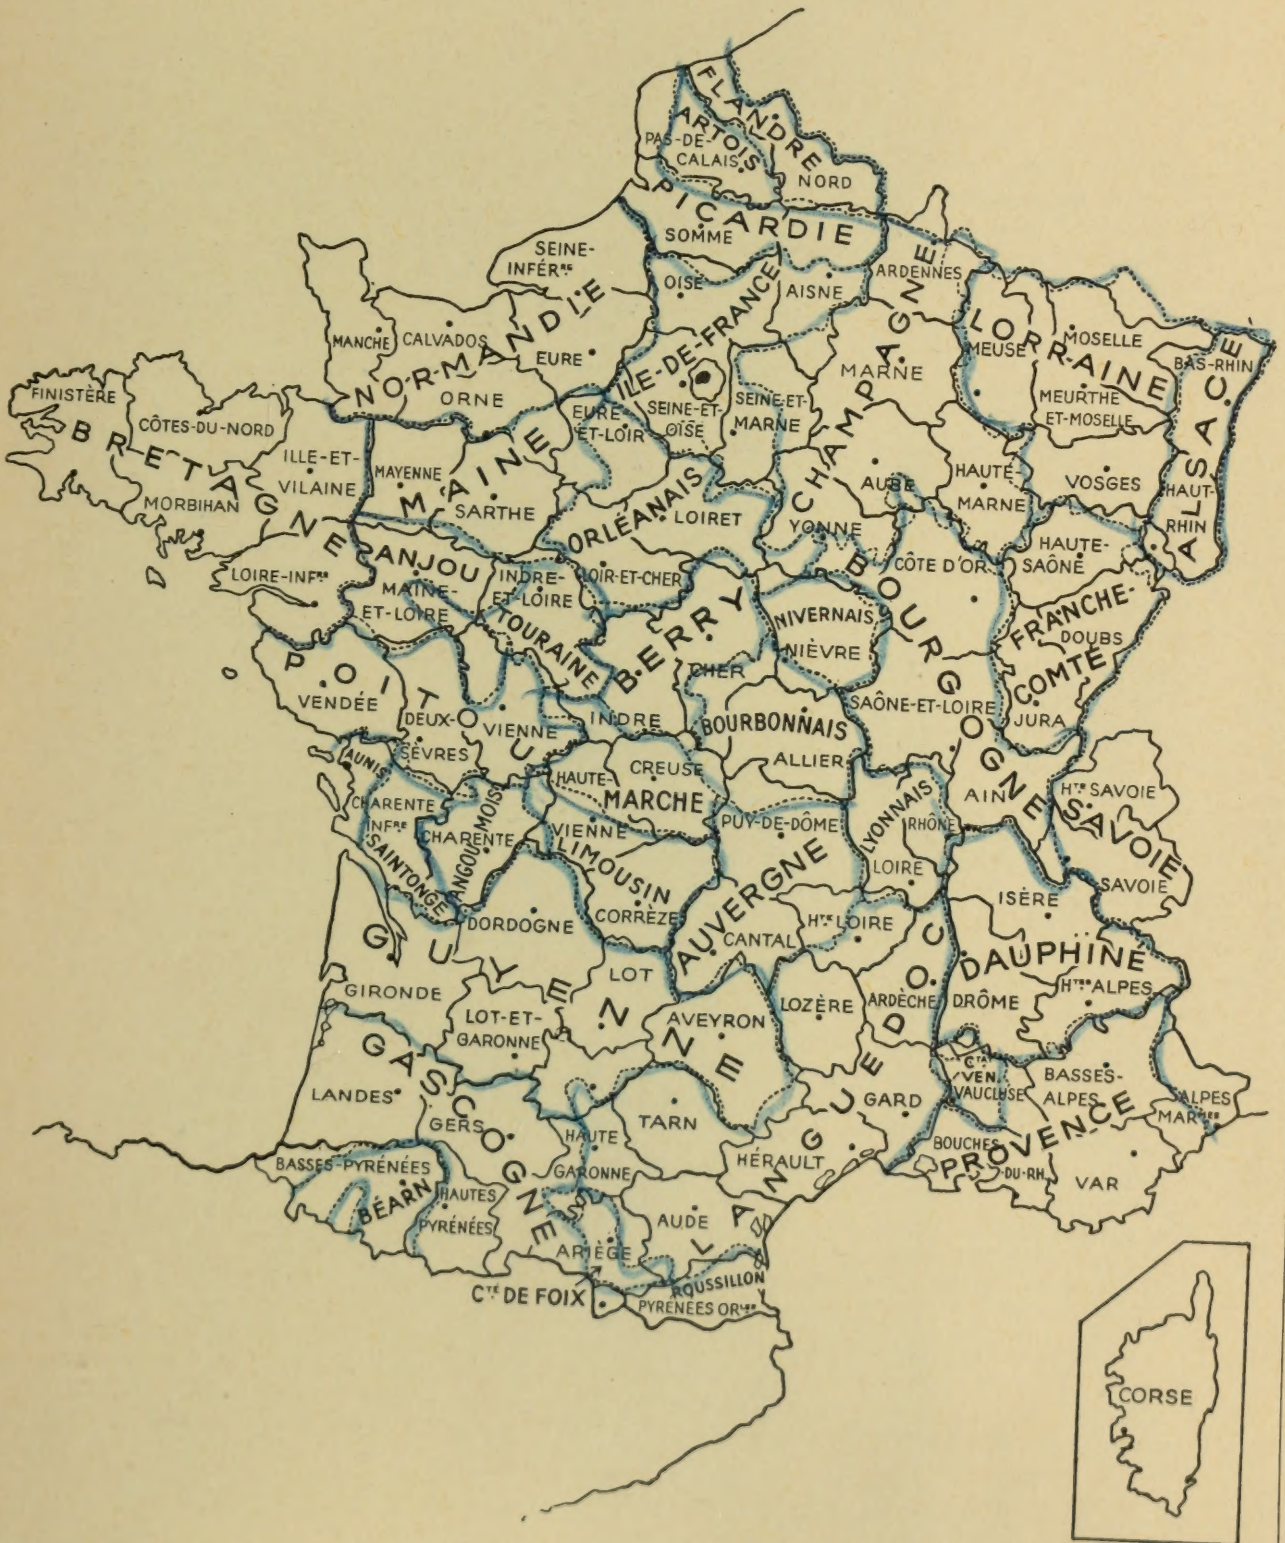 FLANDRE
ARTOIS
PAS-DE-
CALAIS
NORD
PICARDIE
SOMME
SEINE-
INFÉRRE
OISE
AISNE
ARDENNES
ÎLE-DE-FRANCE
NORMANDIE
MANCHE
CALVADOS
EURE
ORNE
CHAMPAGNE
MARNE
LORRAINE
MEUSE
MOSELLE
MEURTHE
ET-MOSELLE
ALSACE
BAS-RHIN
HAUT-
RHIN
VOSGES
FINISTÈRE
CÔTES-DU-NORD
BRETAGNE
ILLE-ET-
VILAINE
MORBIHAN
LOIRE-INFRE
MAYENNE
MAINE
SARTHE
EURE-
ET-LOIR
SEINE-ET-
OISE
SEINE-ET-
MARNE
ORLÉANAIS
LOIRET
AUBE
HAUTE-
MARNE
YONNE
HAUTE-
SAÔNE
CÔTE D'OR
ANJOU
MAINE-
ET-LOIRE
INDRE-
ET-LOIRE
LOIR-ET-CHER
TOURAINE
BERRY
CHER
INDRE
NIVERNAIS
NIÈVRE
BOURGOGNE
SAÔNE-ET-LOIRE
AIN
FRANCHE-
COMTÉ
DOUBS
JURA
POITOU
VENDÉE
DEUX-
SÈVRES
VIENNE
BOURBONNAIS
ALLIER
AUNIS
CHARENTE
INFRE
SAINTONGE
CHARENTE
ANGOUMOIS
HAUTE-
VIENNE
CREUSE
MARCHE
LIMOUSIN
CORRÈZE
PUY-DE-DÔME
AUVERGNE
CANTAL
HTE LOIRE
LYONNAIS
RHÔNE
LOIRE
HTE SAVOIE
SAVOIE
SAVOIE
ISÈRE
DAUPHINÉ
HTES ALPES
DRÔME
ARDÈCHE
GUYENNE
GIRONDE
DORDOGNE
LOT
LOT-ET-
GARONNE
AVEYRON
LOZÈRE
GASCOGNE
LANDES
GERS
HAUTE
GARONNE
TARN
LANGUEDOC
GARD
HÉRAULT
AUDE
CTAT
VEN.
VAUCLUSE
BASSES-
ALPES
ALPES
MARMES
PROVENCE
BOUCHES
-DU-RH.
VAR
BASSES-PYRÉNÉES
BÉARN
HAUTES
PYRÉNÉES
ARIÈGE
CTÉ DE FOIX
ROUSSILLON
PYRÉNÉES ORLES
CORSE